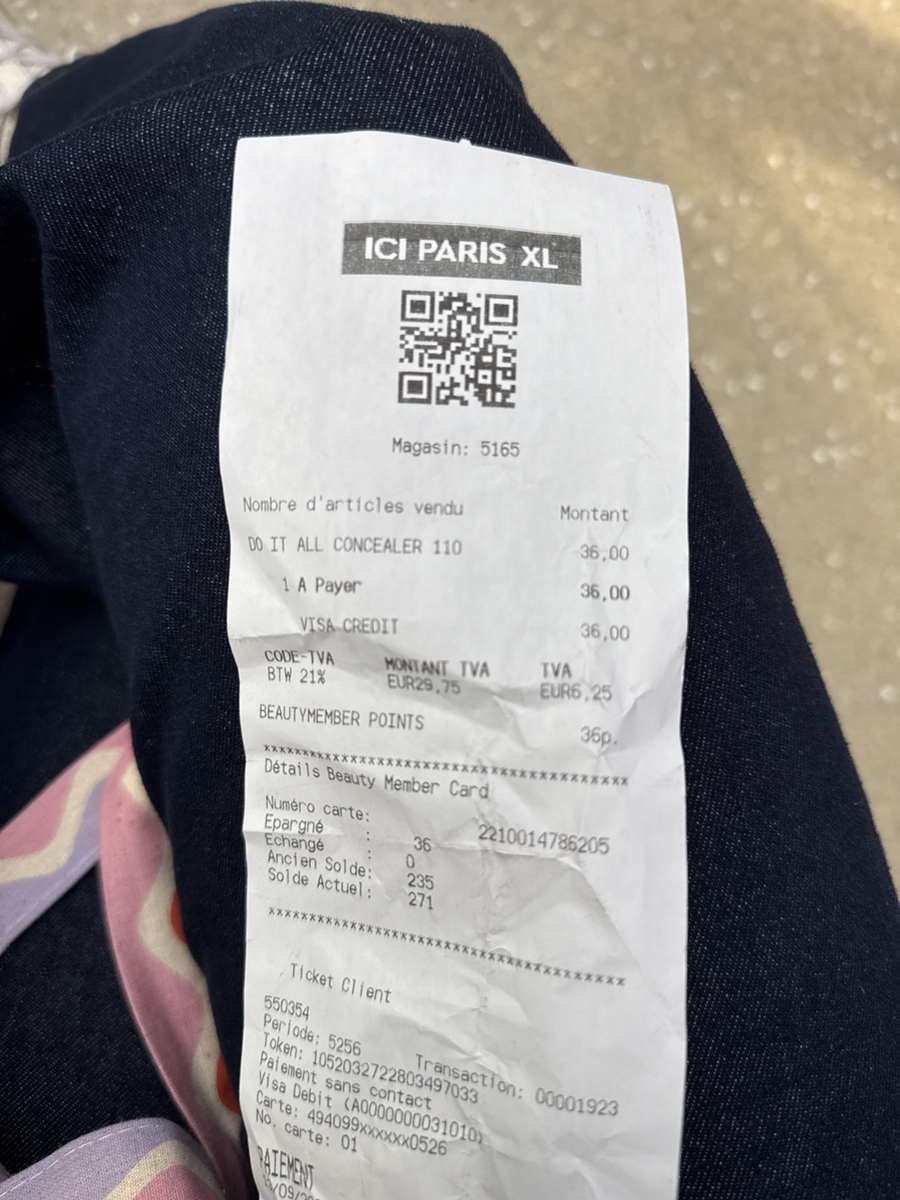 ICI PARIS XL
Magasin: 5165
Nombre d'articles vendu Montant
DO IT ALL CONCEALER 110 36,00
1 A Payer 36,00
VISA CREDIT 36,00
CODE-TVA MONTANT TVA TVA
BTW 21% EUR29,75 EUR6,25
BEAUTYMEMBER POINTS 36p.
xxxxxxxxxxxxxxxxxxxxxxxxxxxxxxxxxxxxxxxxxx
Détails Beauty Member Card
Numéro carte: 2210014786205
Epargné : 36
Echangé : 0
Ancien Solde: 235
Solde Actuel: 271
xxxxxxxxxxxxxxxxxxxxxxxxxxxxxxxxxxxxxxxxxx
Ticket Client
550354
Periode: 5256 Transaction: 00001923
Token: 1052032722803497033
Paiement sans contact
Visa Debit (A0000000031010)
Carte: 494099xxxxxx0526
No. carte: 01
PAIEMENT